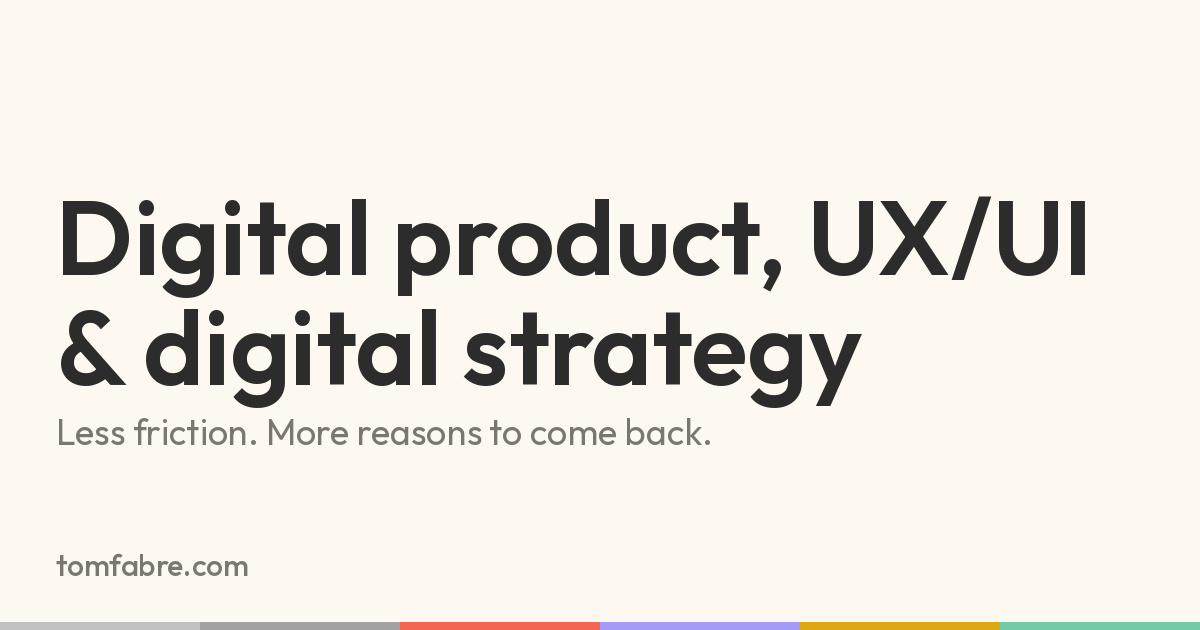 Digital product, UX/UI
& digital strategy
Less friction. More reasons to come back.
tomfabre.com